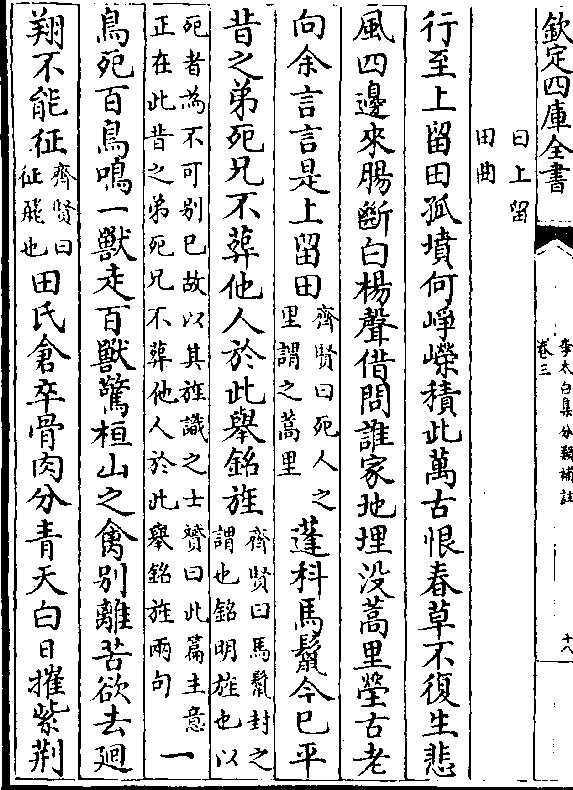 欽定四庫全書
李太白集分類補註
卷三
十八
曰上留
田曲
行至上留田孤墳何崢嶸積此萬古恨春草不復生悲
風四邊來腸斷白楊聲借問誰家地埋没蒿里塋古老
向余言言是上留田齊賢曰死人之里謂之蒿里蓬科馬鬛今已平
昔之弟死兄不葬他人於此舉銘旌齊賢曰馬鬛封之謂也銘明旌也以
死者為不可别已故以其旌識之士贇曰此篇主意正在此昔之弟死兄不葬他人於此舉銘旌兩句一
鳥死百鳥鳴一獸走百獸驚桓山之禽别離苦欲去廻
翔不能征齊賢曰征飛也田氏倉卒骨肉分青天白日摧紫荆